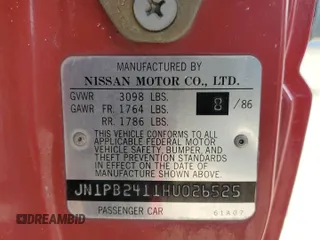 MANUFACTURED BY
NISSAN MOTOR CO., LTD.
GVWR 3098 LBS. 8 /86
GAWR FR. 1764 LBS.
RR. 1786 LBS.
THIS VEHICLE CONFORMS TO ALL
APPLICABLE FEDERAL MOTOR
VEHICLE SAFETY, BUMPER, AND
THEFT PREVENTION STANDARDS
IN EFFECT ON THE DATE OF
MANUFACTURE SHOWN ABOVE.
JN1PB2411HU026525
PASSENGER CAR 61A07
DREAMBID